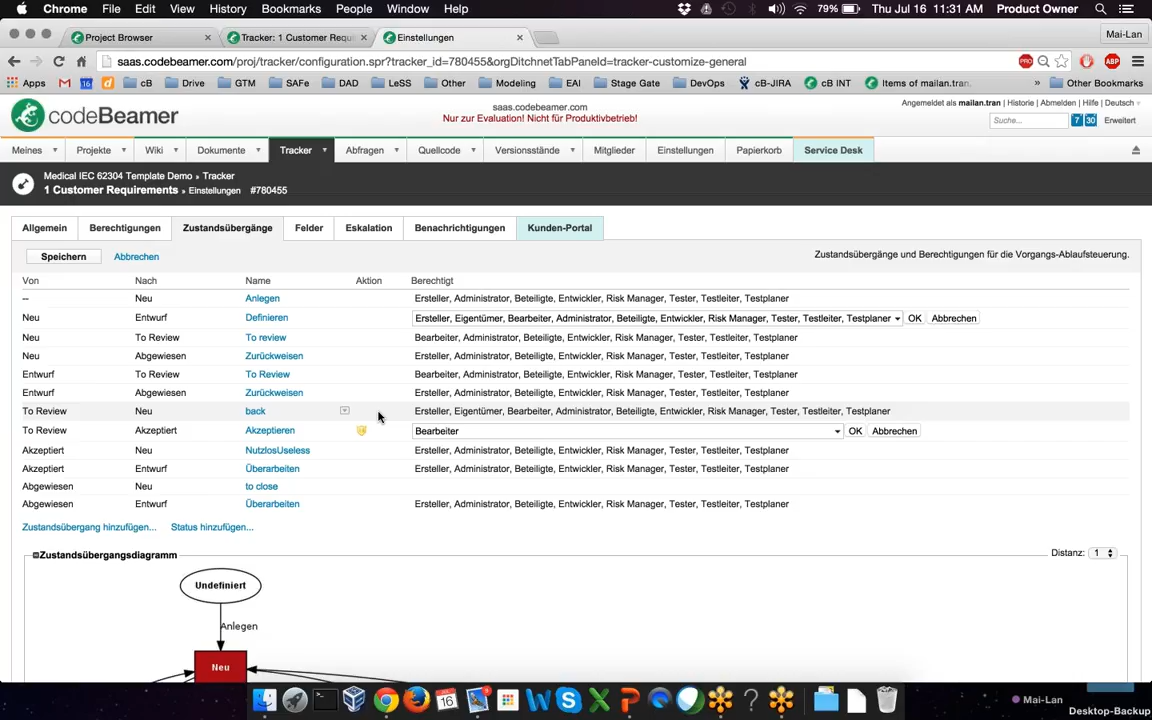 Chrome File Edit View History Bookmarks People Window Help 79% Thu Jul 16 11:31 AM Product Owner
Project Browser Tracker: 1 Customer Requi Einstellungen Mai-Lan
saas.codebeamer.com/proj/tracker/configuration.spr?tracker_id=780455&orgDitchnetTabPaneId=tracker-customize-general PRO ABP
Apps 16 cB Drive GTM SAFe DAD LeSS Other Modeling EAI Stage Gate DevOps cB-JIRA cB INT Items of mailan.tran... » Other Bookmarks
codeBeamer
saas.codebeamer.com
Nur zur Evaluation! Nicht für Produktivbetrieb!
Angemeldet als mailan.tran | Historie | Abmelden | Hilfe | Deutsch
Suche... 7 30 Erweitert
Meines Projekte Wiki Dokumente Tracker Abfragen Quellcode Versionsstände Mitglieder Einstellungen Papierkorb Service Desk
Medical IEC 62304 Template Demo » Tracker
1 Customer Requirements » Einstellungen #780455
Allgemein Berechtigungen Zustandsübergänge Felder Eskalation Benachrichtigungen Kunden-Portal
Speichern Abbrechen Zustandsübergänge und Berechtigungen für die Vorgangs-Ablaufsteuerung.
Von Nach Name Aktion Berechtigt
-- Neu Anlegen Ersteller, Administrator, Beteiligte, Entwickler, Risk Manager, Tester, Testleiter, Testplaner
Neu Entwurf Definieren Ersteller, Eigentümer, Bearbeiter, Administrator, Beteiligte, Entwickler, Risk Manager, Tester, Testleiter, Testplaner OK Abbrechen
Neu To Review To review Bearbeiter, Administrator, Beteiligte, Entwickler, Risk Manager, Tester, Testleiter, Testplaner
Neu Abgewiesen Zurückweisen Ersteller, Administrator, Beteiligte, Entwickler, Risk Manager, Tester, Testleiter, Testplaner
Entwurf To Review To Review Bearbeiter, Administrator, Beteiligte, Entwickler, Risk Manager, Tester, Testleiter, Testplaner
Entwurf Abgewiesen Zurückweisen Ersteller, Administrator, Beteiligte, Entwickler, Risk Manager, Tester, Testleiter, Testplaner
To Review Neu back Ersteller, Eigentümer, Bearbeiter, Administrator, Beteiligte, Entwickler, Risk Manager, Tester, Testleiter, Testplaner
To Review Akzeptiert Akzeptieren Bearbeiter OK Abbrechen
Akzeptiert Neu NutzlosUseless Ersteller, Administrator, Beteiligte, Entwickler, Risk Manager, Tester, Testleiter, Testplaner
Akzeptiert Entwurf Überarbeiten Ersteller, Administrator, Beteiligte, Entwickler, Risk Manager, Tester, Testleiter, Testplaner
Abgewiesen Neu to close
Abgewiesen Entwurf Überarbeiten Ersteller, Administrator, Beteiligte, Entwickler, Risk Manager, Tester, Testleiter, Testplaner
Zustandsübergang hinzufügen... Status hinzufügen...
Zustandsübergangsdiagramm Distanz: 1
Undefiniert
Anlegen
Neu
16
Mai-Lan
Desktop-Backup